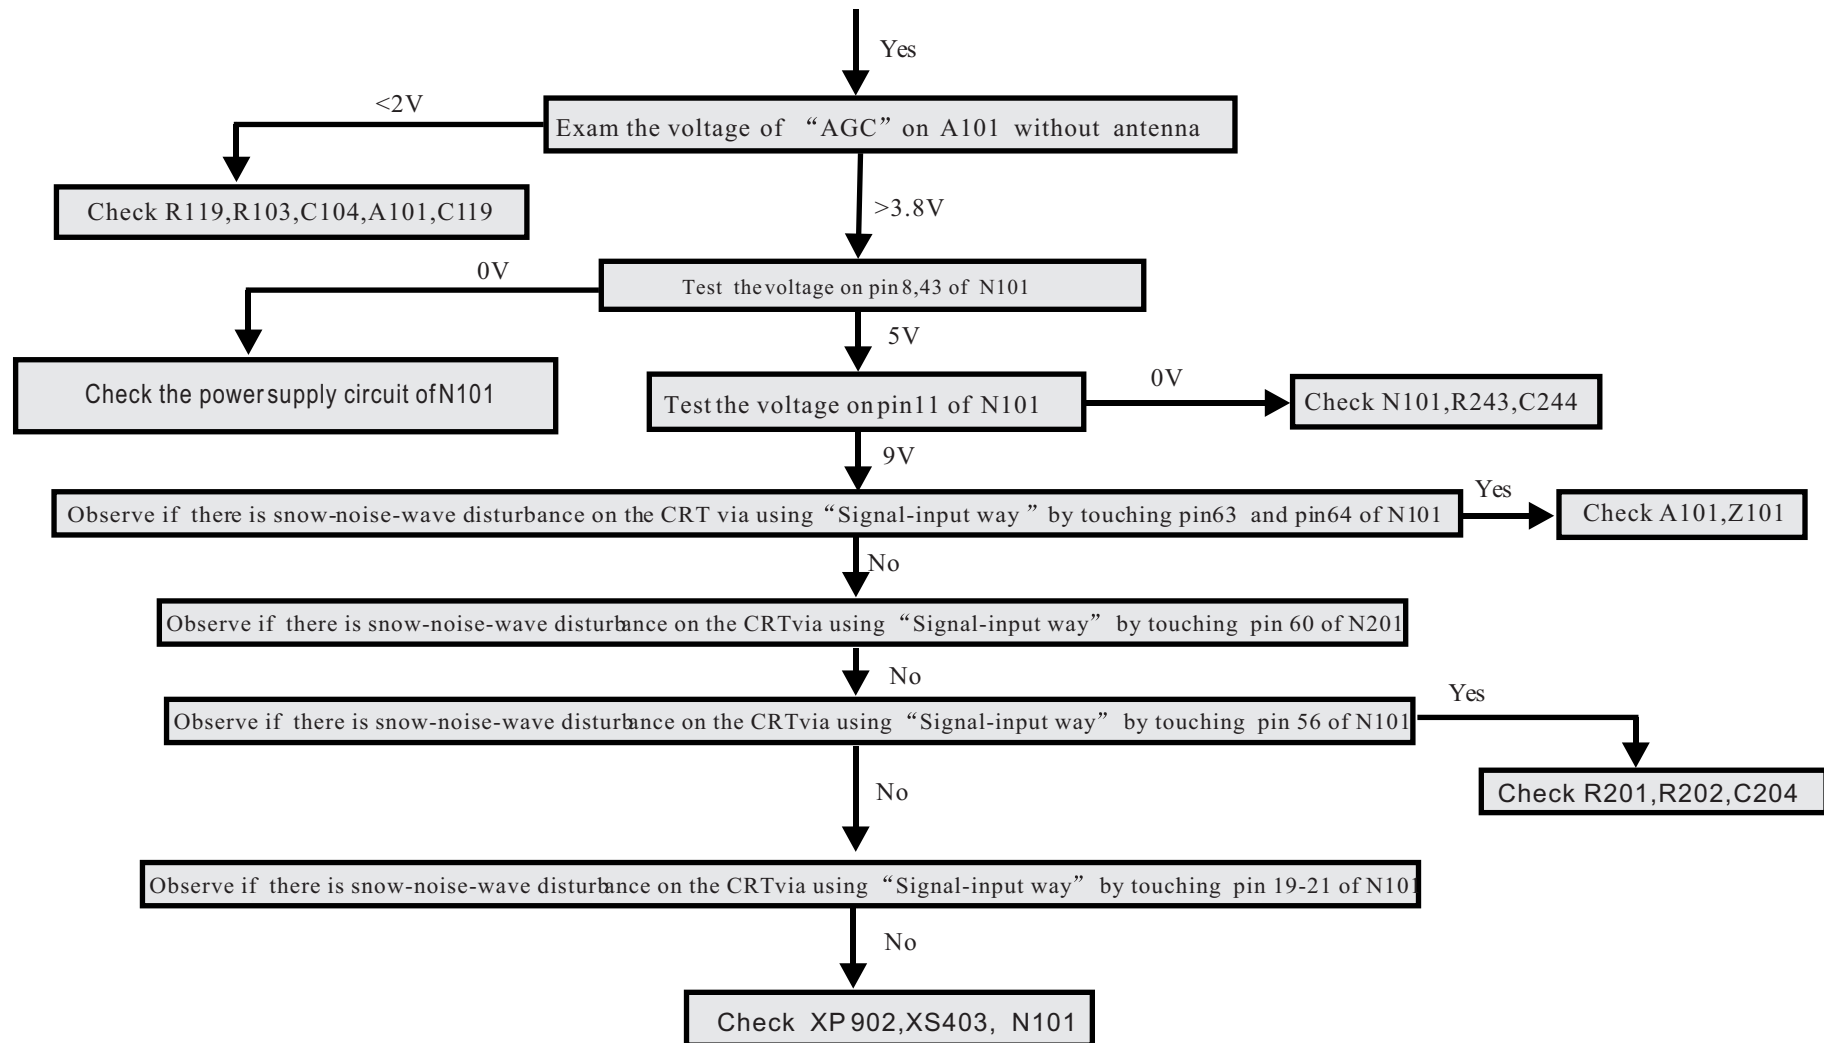 Yes
<2V
Exam the voltage of “AGC” on A101 without antenna
Check R119,R103,C104,A101,C119
>3.8V
0V
Test the voltage on pin 8,43 of N101
5V
Check the power supply circuit of N101
0V
Test the voltage on pin11 of N101
Check N101,R243,C244
9V
Yes
Observe if there is snow-noise-wave disturbance on the CRT via using “Signal-input way ” by touching pin63 and pin64 of N101
Check A101,Z101
No
Observe if there is snow-noise-wave disturbance on the CRT via using “Signal-input way” by touching pin 60 of N201
No
Yes
Observe if there is snow-noise-wave disturbance on the CRT via using “Signal-input way” by touching pin 56 of N101
Check R201,R202,C204
No
Observe if there is snow-noise-wave disturbance on the CRT via using “Signal-input way” by touching pin 19-21 of N101
No
Check XP902,XS403, N101